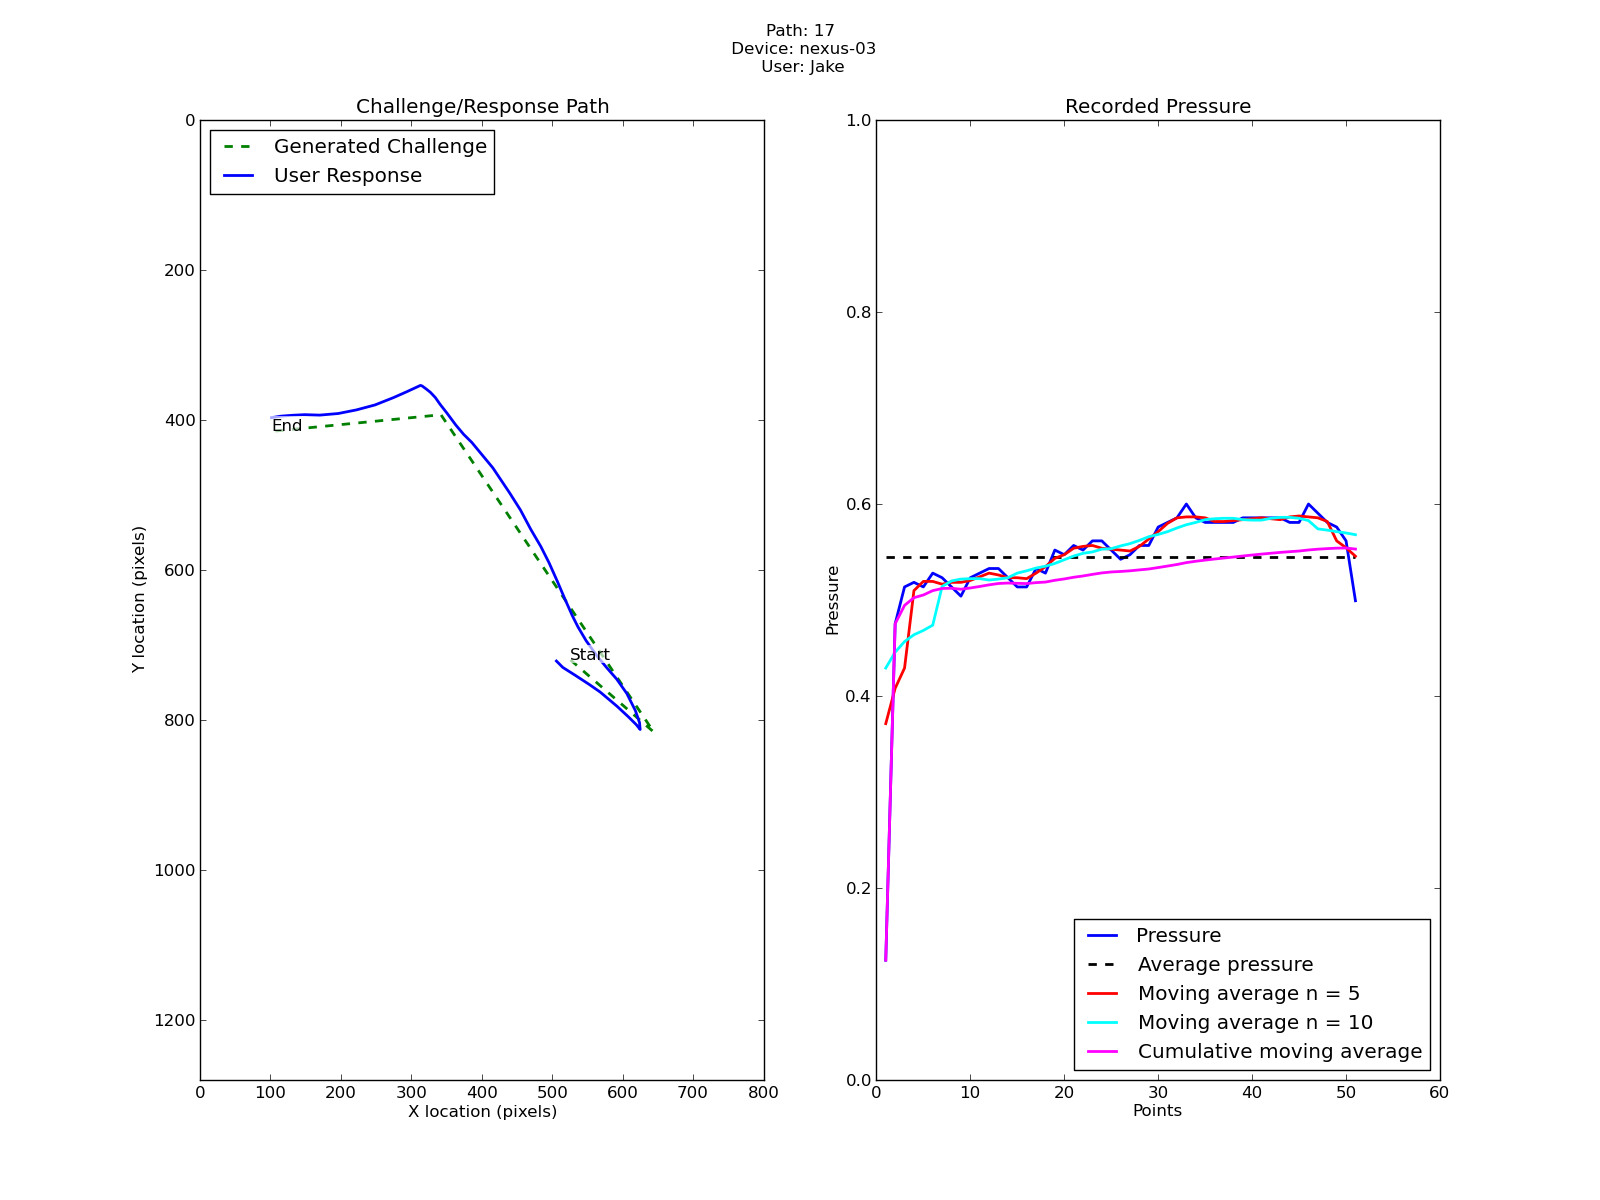 Path: 17
Device: nexus-03
User: Jake
Challenge/Response Path
0
200
400
600
800
1000
1200
Y location (pixels)
Generated Challenge
User Response
End
Start
0 100 200 300 400 500 600 700 800
X location (pixels)
Recorded Pressure
1.0
0.8
0.6
0.4
0.2
0.0
Pressure
Pressure
Average pressure
Moving average n = 5
Moving average n = 10
Cumulative moving average
0 10 20 30 40 50 60
Points